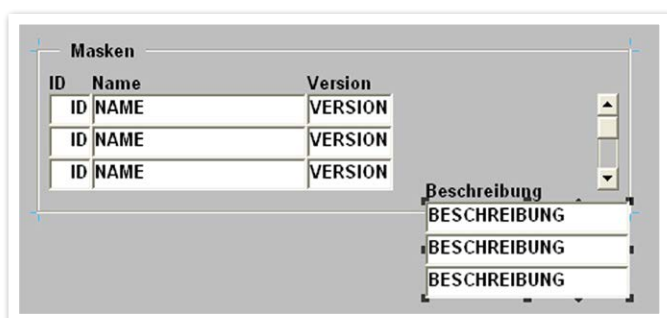 Masken
ID Name Version
ID NAME VERSION
ID NAME VERSION
ID NAME VERSION
Beschreibung
BESCHREIBUNG
BESCHREIBUNG
BESCHREIBUNG